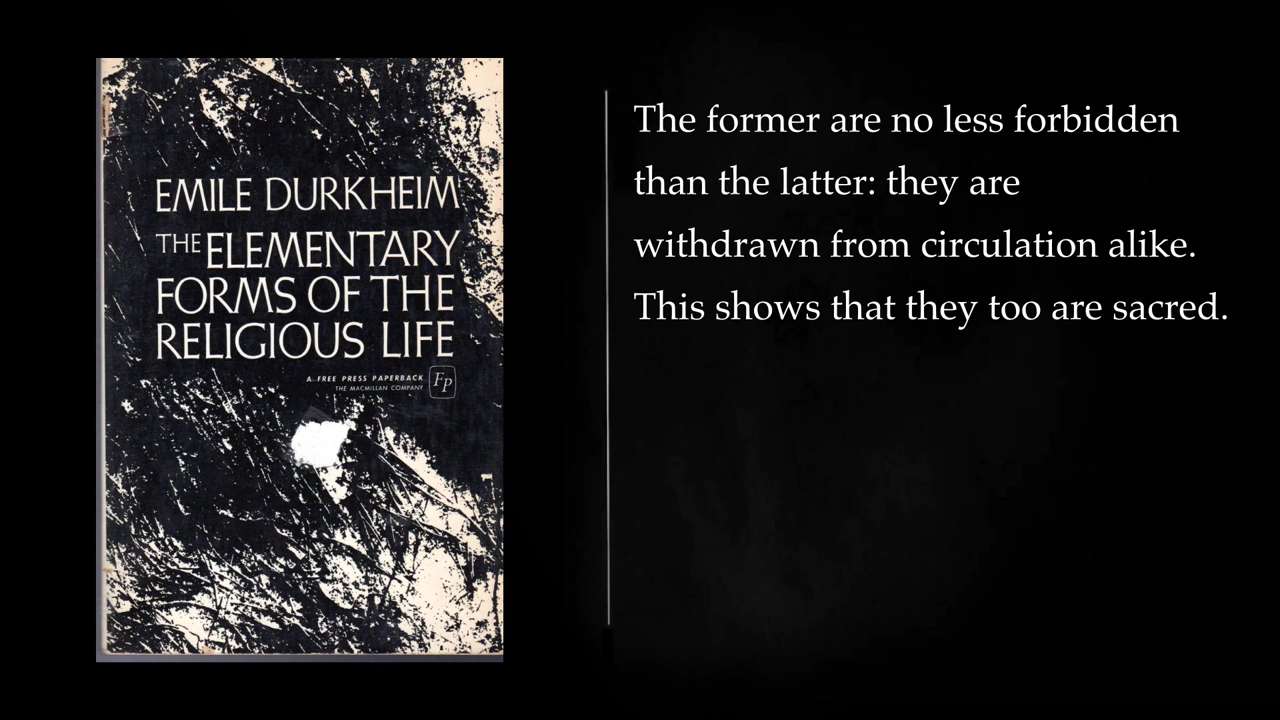 EMILE DURKHEIM
THE ELEMENTARY
FORMS OF THE
RELIGIOUS LIFE
A FREE PRESS PAPERBACK
THE MACMILLAN COMPANY
FP
The former are no less forbidden
than the latter: they are
withdrawn from circulation alike.
This shows that they too are sacred.